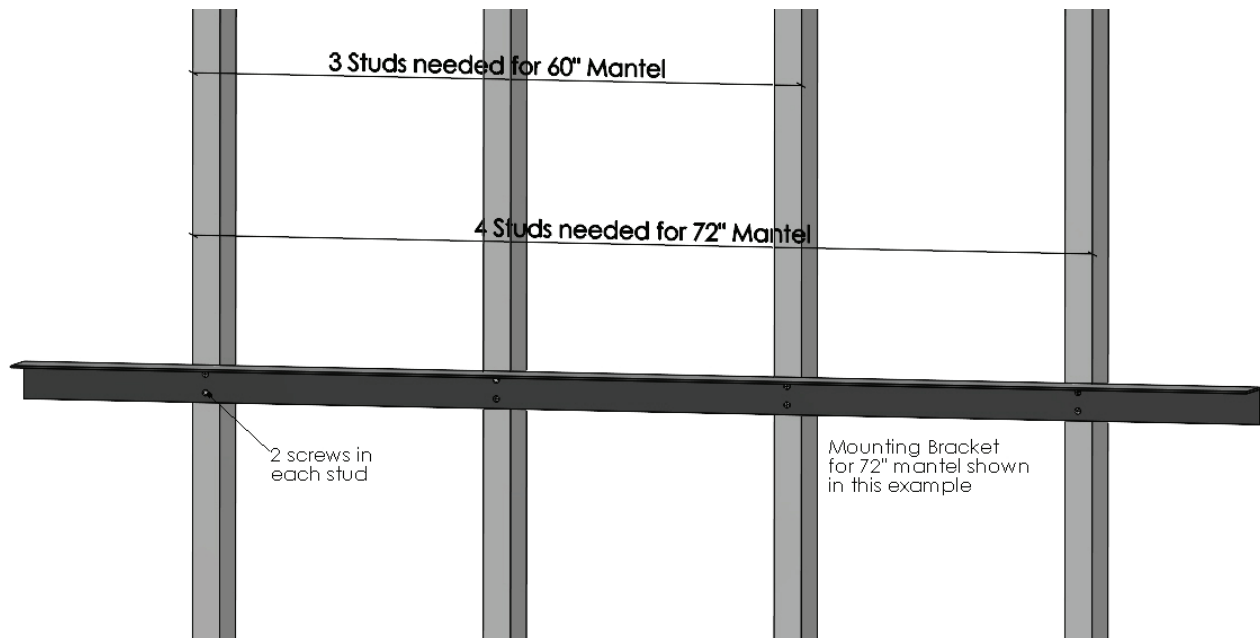 3 Studs needed for 60" Mantel
4 Studs needed for 72" Mantel
2 screws in
each stud
Mounting Bracket
for 72" mantel shown
in this example